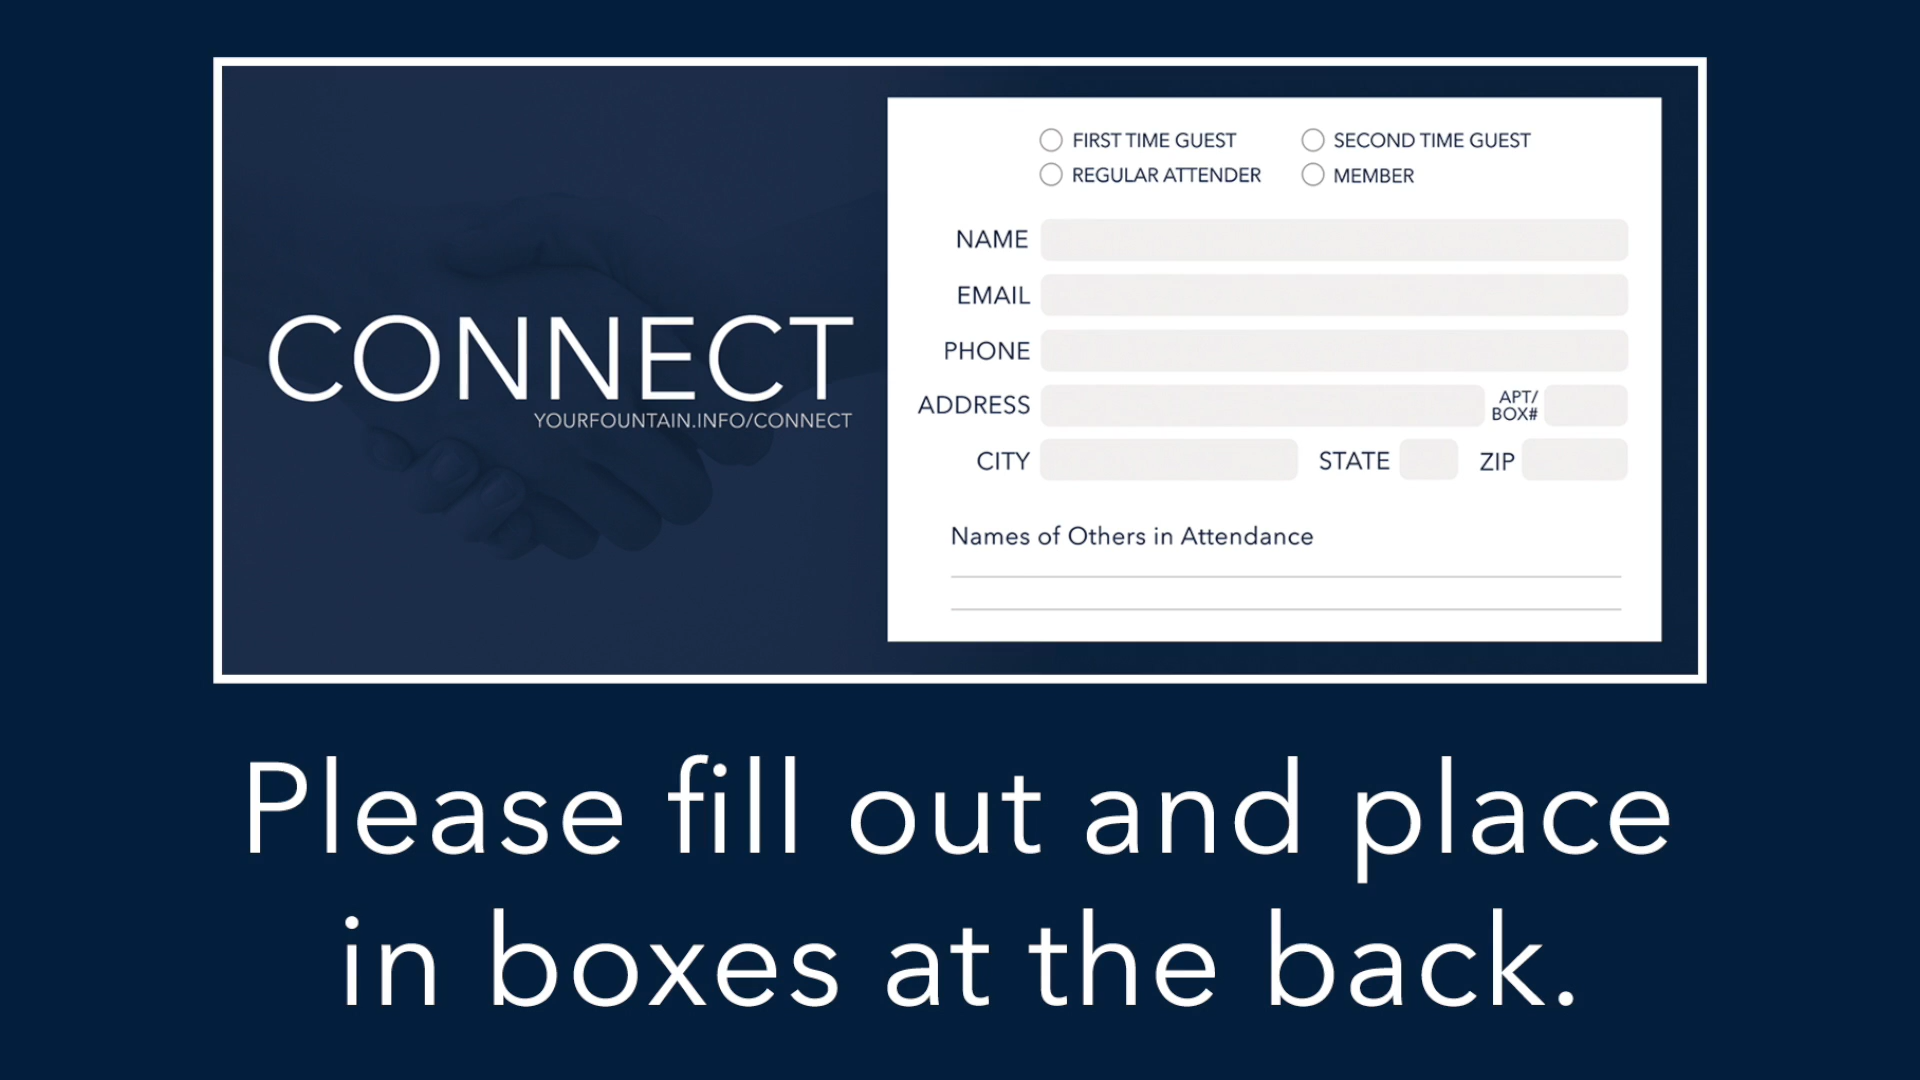 CONNECT
YOURFOUNTAIN.INFO/CONNECT
FIRST TIME GUEST SECOND TIME GUEST
REGULAR ATTENDER MEMBER
NAME
EMAIL
PHONE
ADDRESS APT/
BOX#
CITY STATE ZIP
Names of Others in Attendance
Please fill out and place
in boxes at the back.